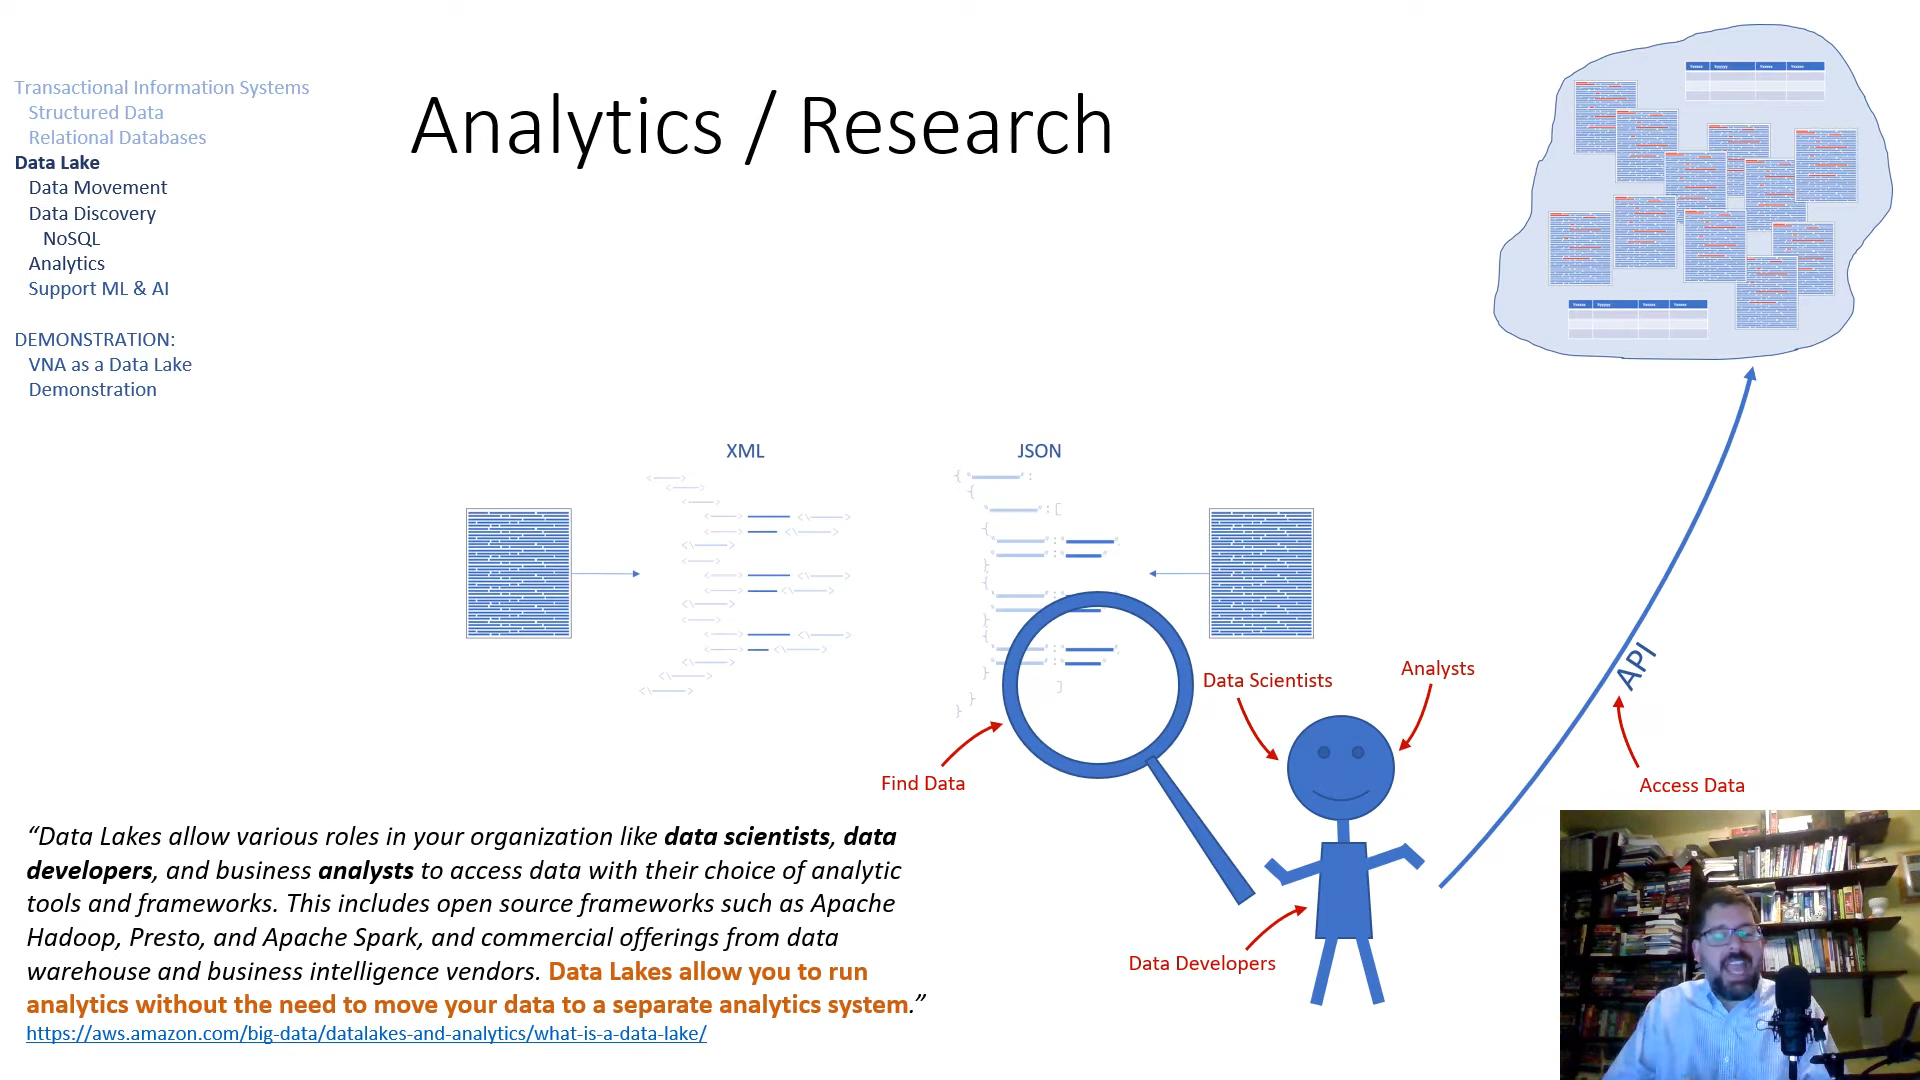 Transactional Information Systems
Structured Data
Relational Databases
Data Lake
Data Movement
Data Discovery
NoSQL
Analytics
Support ML & AI
DEMONSTRATION:
VNA as a Data Lake
Demonstration
Analytics / Research
XML
JSON
Find Data
Data Scientists
Analysts
Data Developers
API
Access Data
“Data Lakes allow various roles in your organization like data scientists, data
developers, and business analysts to access data with their choice of analytic
tools and frameworks. This includes open source frameworks such as Apache
Hadoop, Presto, and Apache Spark, and commercial offerings from data
warehouse and business intelligence vendors. Data Lakes allow you to run
analytics without the need to move your data to a separate analytics system.”
https://aws.amazon.com/big-data/datalakes-and-analytics/what-is-a-data-lake/